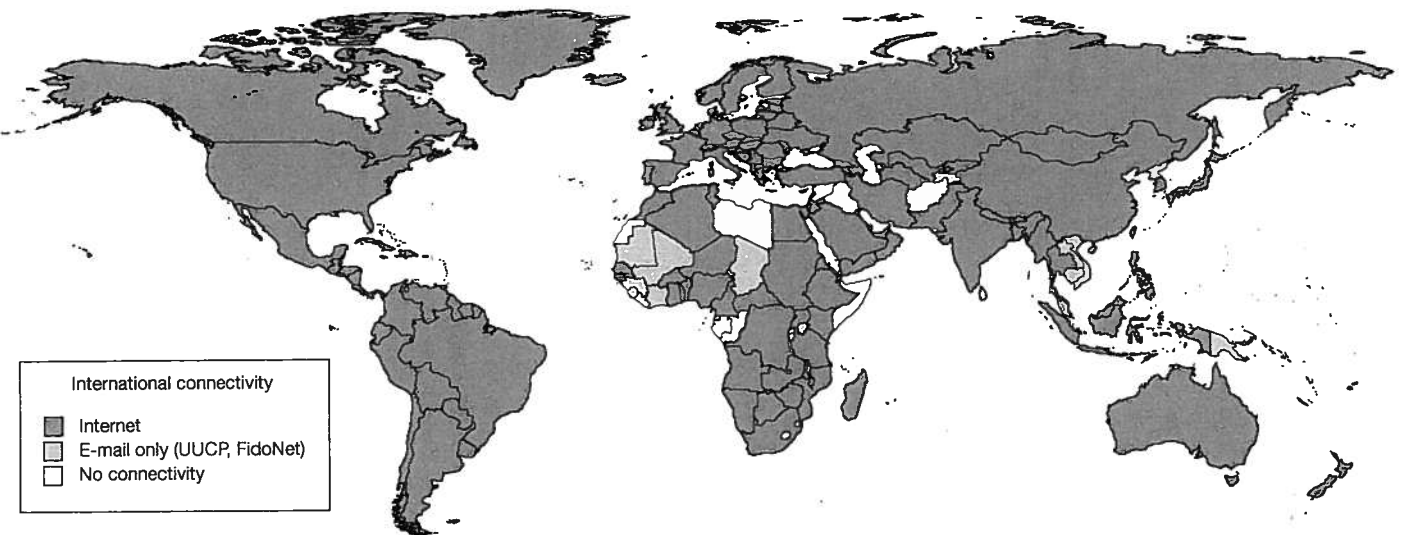 International connectivity
Internet
E-mail only (UUCP, FidoNet)
No connectivity